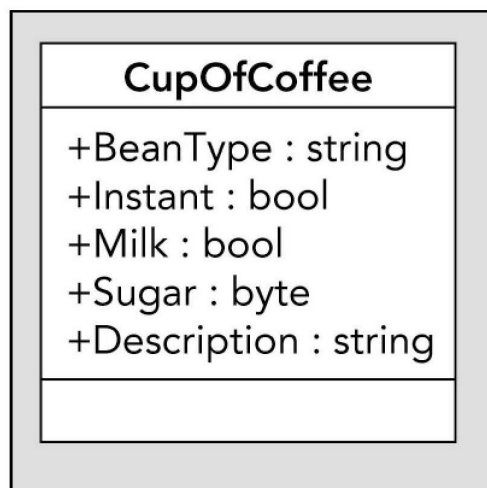 CupOfCoffee
+BeanType : string
+Instant : bool
+Milk : bool
+Sugar : byte
+Description : string